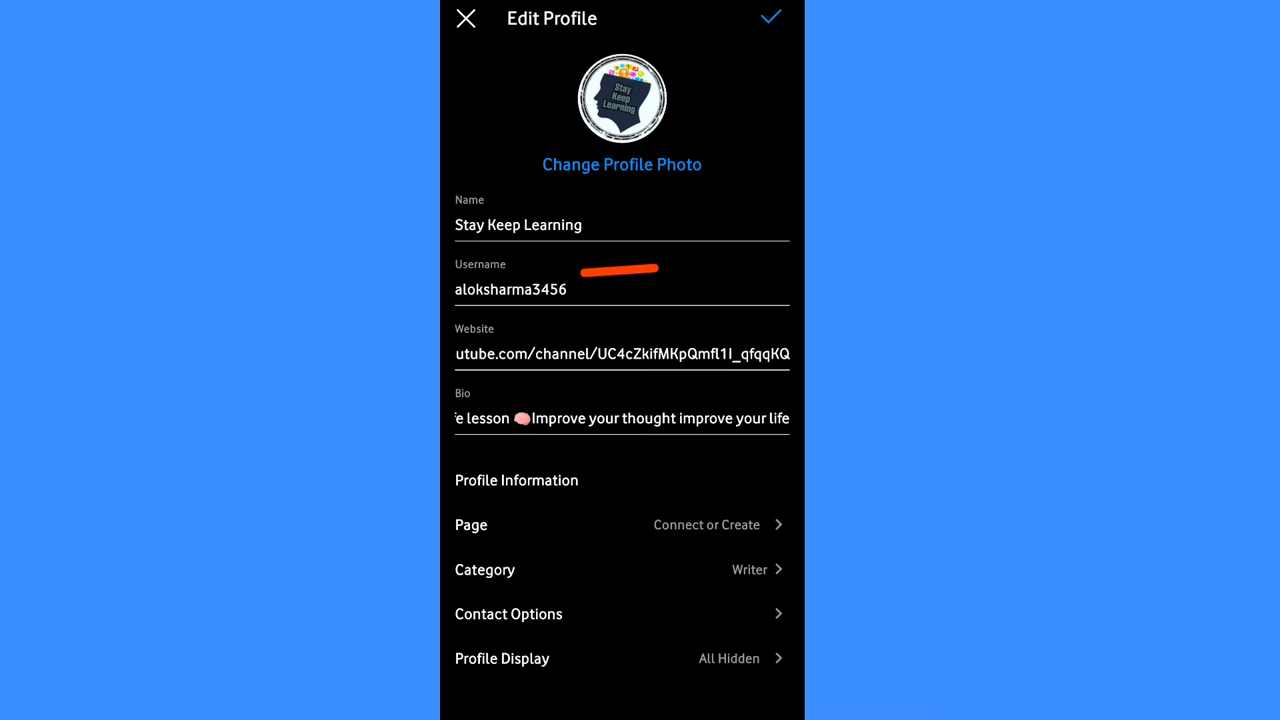 Edit Profile
Stay
Keep
Learning
Change Profile Photo
Name
Stay Keep Learning
Username
aloksharma3456
Website
utube.com/channel/UC4cZkifMKpQmfl1I_qfqqKQ
Bio
fe lesson 🧠Improve your thought improve your life
Profile Information
Page
Connect or Create
Category
Writer
Contact Options
Profile Display
All Hidden